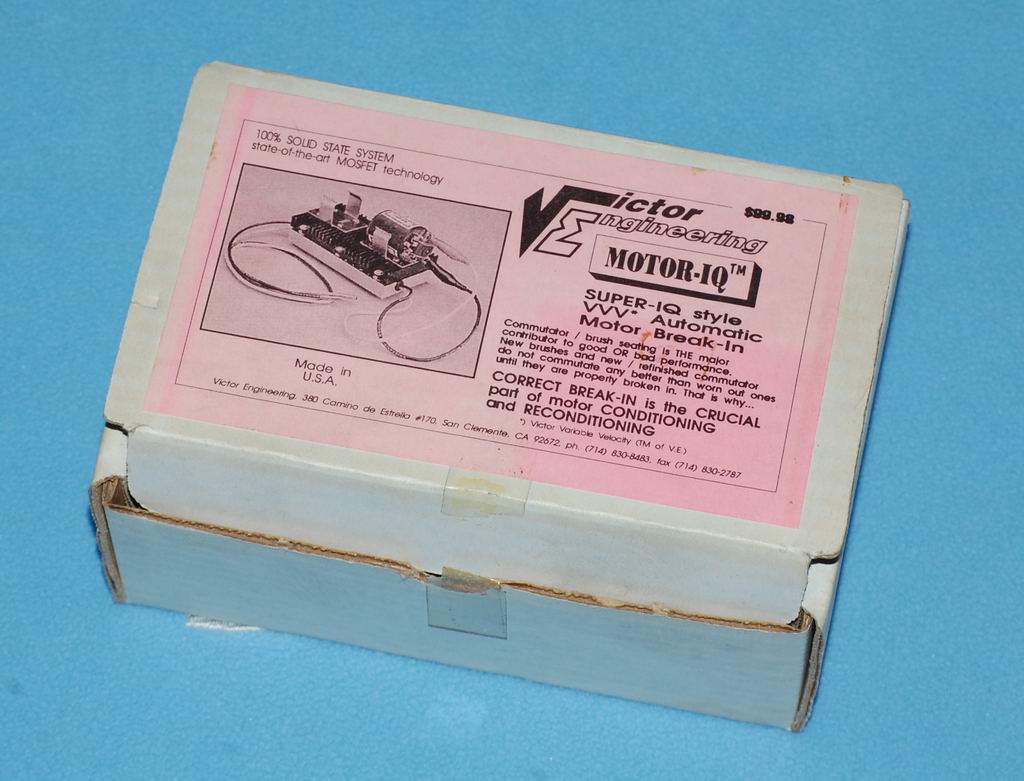 100% SOLID STATE SYSTEM
state-of-the-art MOSFET technology
Victor
Engineering
$99.98
MOTOR-IQ™
SUPER-IQ style
VVV* Automatic
Motor Break-In
Commutator / brush seating is THE major
contributor to good OR bad performance.
New brushes and new / refinished commutator
do not commutate any better than worn out ones
until they are properly broken in. That is why...
CORRECT BREAK-IN is the CRUCIAL
part of motor CONDITIONING
and RECONDITIONING
*) Victor Variable Velocity (TM of V.E.)
Made in
U.S.A.
Victor Engineering, 380 Camino de Estrella #170, San Clemente, CA 92672, ph. (714) 830-8483, fax (714) 830-2787